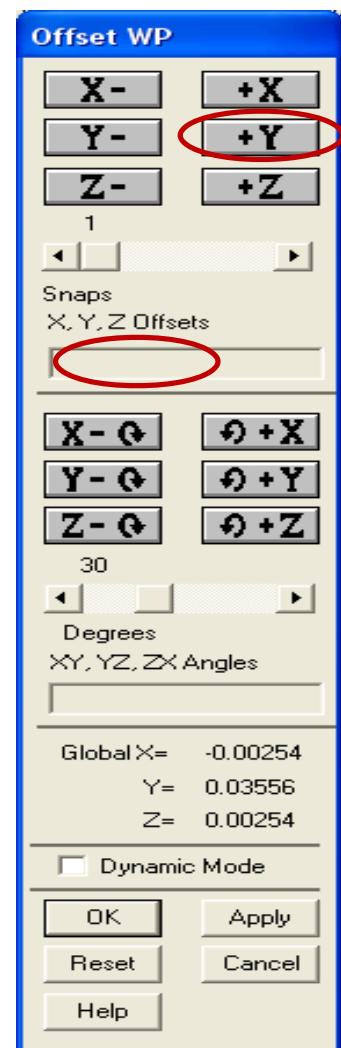 Offset WP
X- +X
Y- +Y
Z- +Z
1
Snaps
X, Y, Z Offsets
X- +X
Y- +Y
Z- +Z
30
Degrees
XY, YZ, ZX Angles
Global X= -0.00254
Y= 0.03556
Z= 0.00254
Dynamic Mode
OK Apply
Reset Cancel
Help